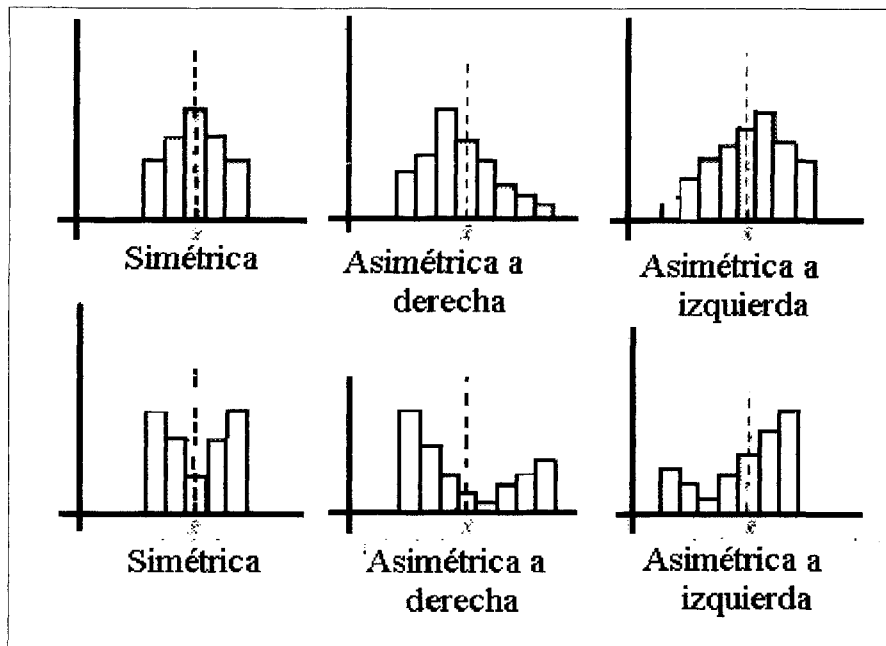 x̄
x̄
x̄
Simétrica
Asimétrica a
derecha
Asimétrica a
izquierda
x̄
x̄
x̄
Simétrica
Asimétrica a
derecha
Asimétrica a
izquierda